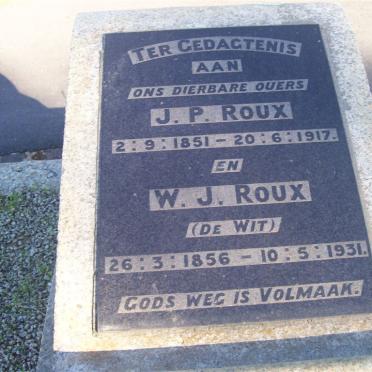 TER GEDAGTENIS
AAN
ONS DIERBARE OUERS
J. P. ROUX
2:9:1851 – 20:6:1917.
EN
W. J. ROUX
(DE WIT)
26:3:1856 – 10:5:1931.
GODS WEG IS VOLMAAK.